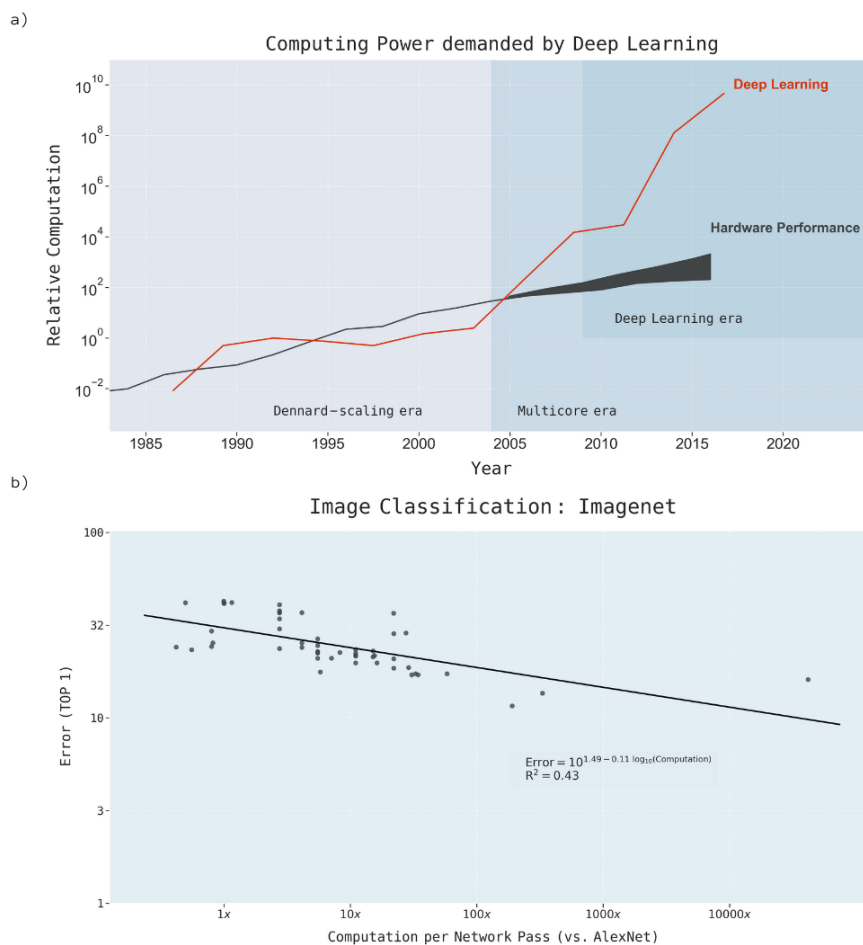 a)
Computing Power demanded by Deep Learning
Relative Computation
10^10
10^8
10^6
10^4
10^2
10^0
10^−2
Deep Learning
Hardware Performance
Deep Learning era
Dennard-scaling era
Multicore era
1985 1990 1995 2000 2005 2010 2015 2020
Year
b)
Image Classification: Imagenet
Error (TOP 1)
100
32
10
3
1
Error = 10^1.49−0.11 log10(Computation)
R² = 0.43
1x 10x 100x 1000x 10000x
Computation per Network Pass (vs. AlexNet)